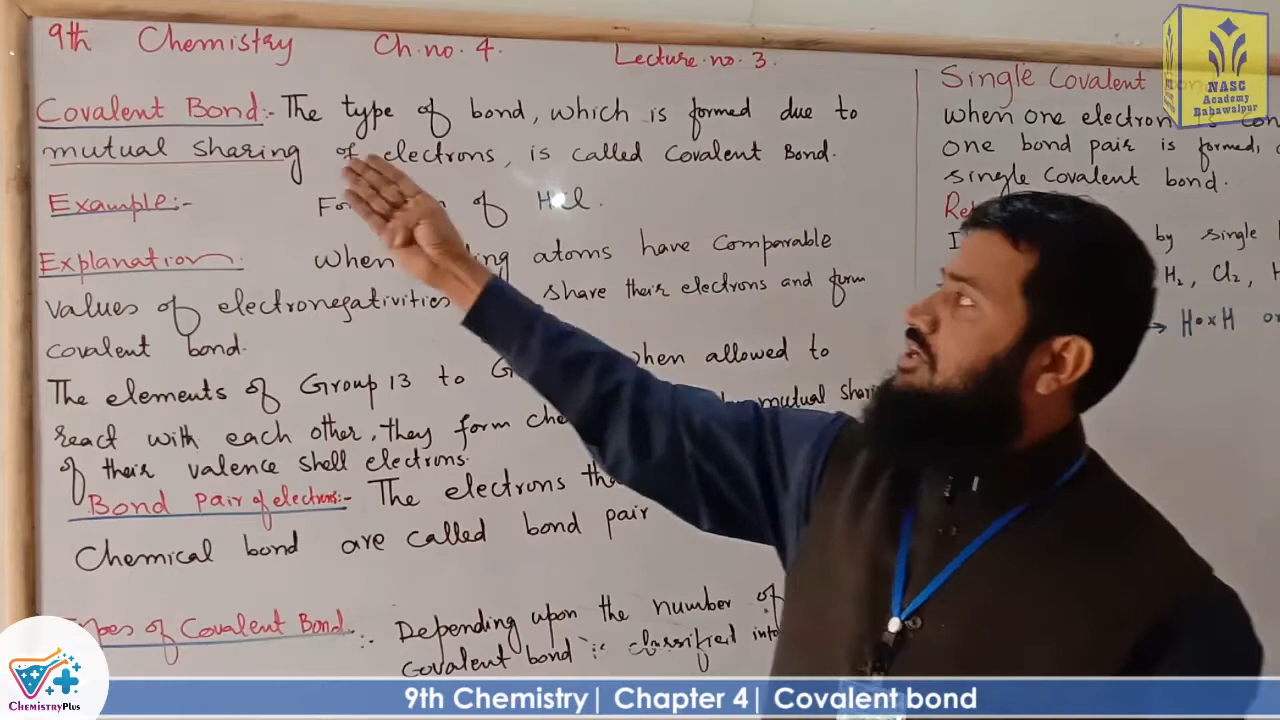 9th Chemistry Ch.no. 4. Lecture.no. 3.
Covalent Bond:- The type of bond, which is formed due to
mutual sharing of electrons, is called Covalent Bond.
Example:- of HCl.
Explanation when atoms have comparable
values of electronegativities share their electrons and form
covalent bond.
The elements of Group 13 to when allowed to
react with each other, they form mutual
of their valence shell electrons.
Bond pair of electrons:- The electrons
Chemical bond are called bond pair
Types of Covalent Bond:- Depending upon the number of
Covalent bond is classified into
Single Covalent
when one electron is
one bond pair is formed,
single Covalent bond.
by single
H₂, Cl₂,
→ H•×H or
NASC
Academy
Bahawalpur
ChemistryPlus
9th Chemistry| Chapter 4| Covalent bond